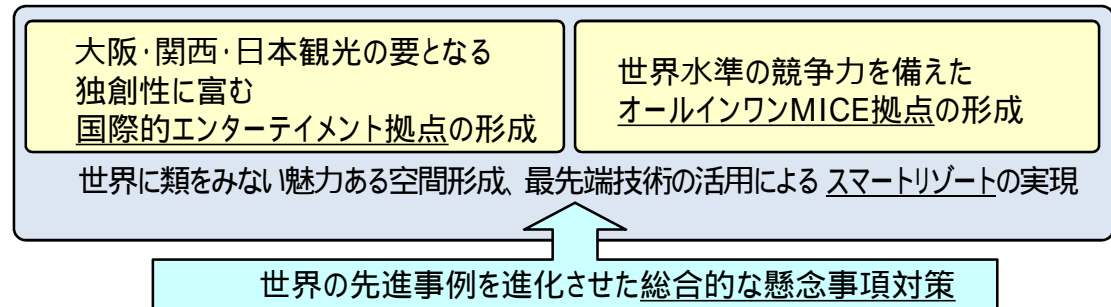 大阪・関西・日本観光の要となる
独創性に富む
国際的エンターテイメント拠点の形成
世界水準の競争力を備えた
オールインワンMICE拠点の形成
世界に類をみない魅力ある空間形成、最先端技術の活用による スマートリゾートの実現
世界の先進事例を進化させた総合的な懸念事項対策